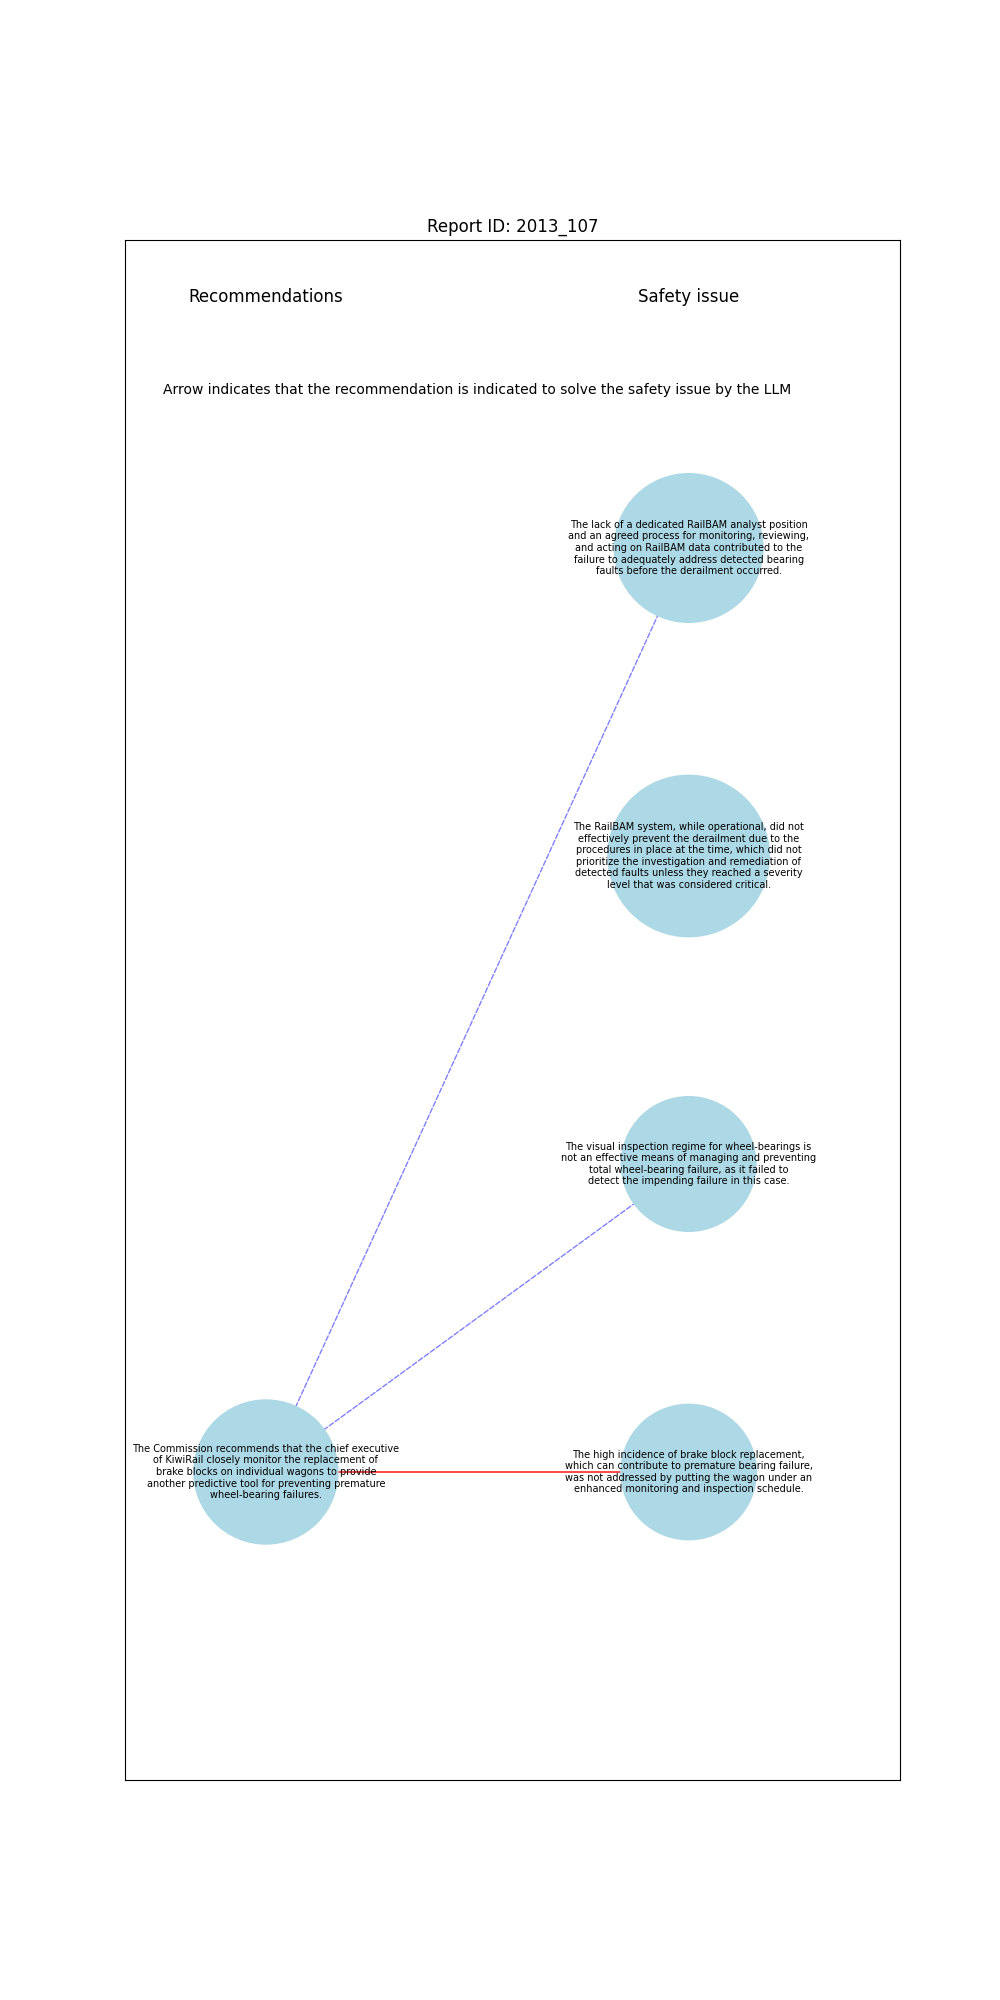 Report ID: 2013_107
Recommendations
Safety issue
Arrow indicates that the recommendation is indicated to solve the safety issue by the LLM
The lack of a dedicated RailBAM analyst position
and an agreed process for monitoring, reviewing,
and acting on RailBAM data contributed to the
failure to adequately address detected bearing
faults before the derailment occurred.
The RailBAM system, while operational, did not
effectively prevent the derailment due to the
procedures in place at the time, which did not
prioritize the investigation and remediation of
detected faults unless they reached a severity
level that was considered critical.
The visual inspection regime for wheel-bearings is
not an effective means of managing and preventing
total wheel-bearing failure, as it failed to
detect the impending failure in this case.
The Commission recommends that the chief executive
of KiwiRail closely monitor the replacement of
brake blocks on individual wagons to provide
another predictive tool for preventing premature
wheel-bearing failures.
The high incidence of brake block replacement,
which can contribute to premature bearing failure,
was not addressed by putting the wagon under an
enhanced monitoring and inspection schedule.